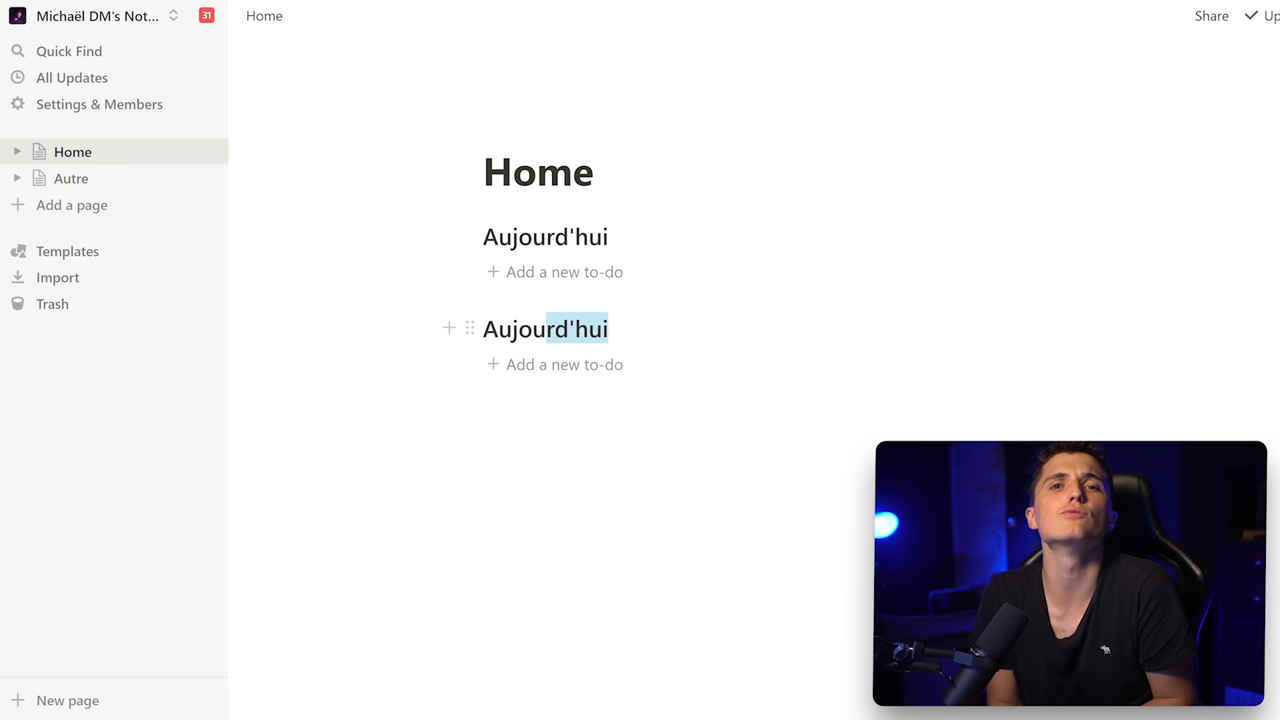 Michaël DM's Not...
31
Home
Share
Up
Quick Find
All Updates
Settings & Members
Home
Autre
Add a page
Templates
Import
Trash
Home
Aujourd'hui
Add a new to-do
Aujourd'hui
Add a new to-do
New page